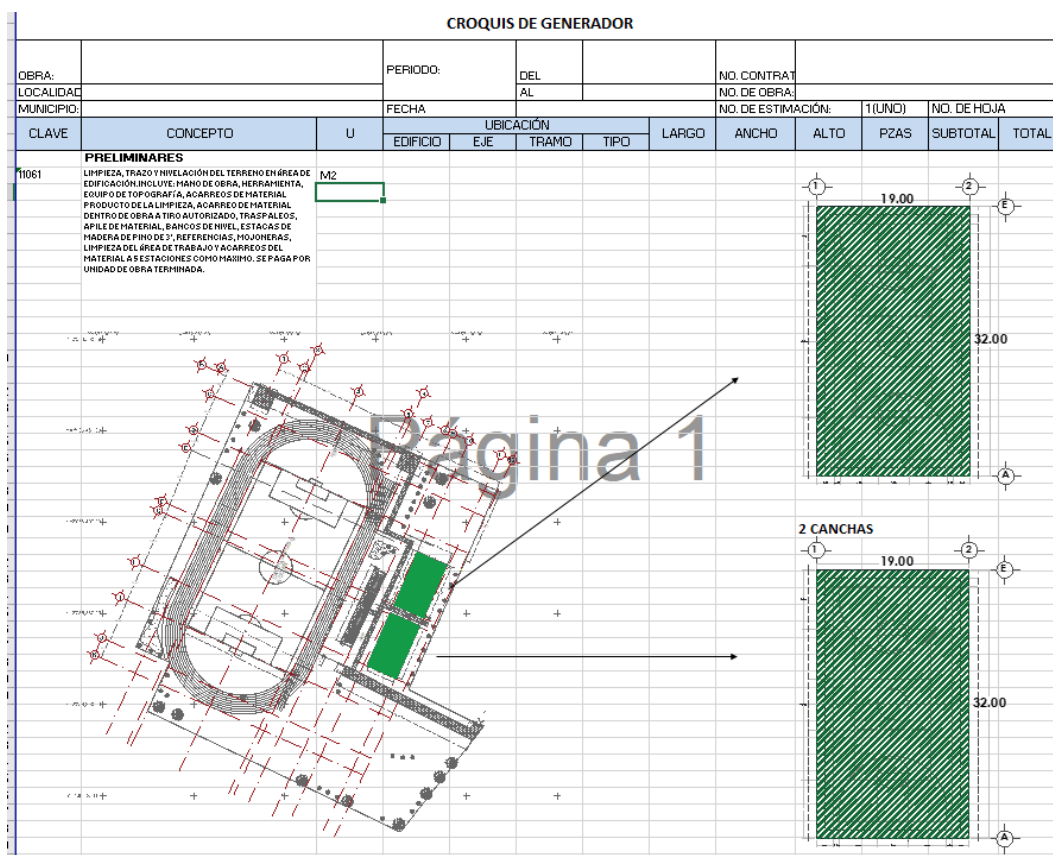 CROQUIS DE GENERADOR
OBRA: PERIODO: DEL NO. CONTRAT
LOCALIDAD AL NO. DE OBRA:
MUNICIPIO: FECHA NO. DE ESTIMACIÓN: 1(UNO) NO. DE HOJA
CLAVE CONCEPTO U UBICACIÓN LARGO ANCHO ALTO PZAS SUBTOTAL TOTAL
EDIFICIO EJE TRAMO TIPO
PRELIMINARES
11061 LIMPIEZA, TRAZO Y NIVELACIÓN DEL TERRENO EN ÁREA DE M2
EDIFICACIÓN.INCLUYE: MANO DE OBRA, HERRAMIENTA,
EQUIPO DE TOPOGRAFÍA, ACARREOS DE MATERIAL
PRODUCTO DE LA LIMPIEZA, ACARREO DE MATERIAL
DENTRO DE OBRA A TIRO AUTORIZADO, TRASPALEOS,
APILE DE MATERIAL, BANCOS DE NIVEL, ESTACAS DE
MADERA DE PINO DE 3', REFERENCIAS, MOJONERAS,
LIMPIEZA DEL ÁREA DE TRABAJO Y ACARREOS DEL
MATERIAL A 5 ESTACIONES COMO MAXIMO. SE PAGA POR
UNIDAD DE OBRA TERMINADA.
1 2
19.00 E
32.00
A
Página 1
2 CANCHAS
1 2
19.00 E
32.00
A